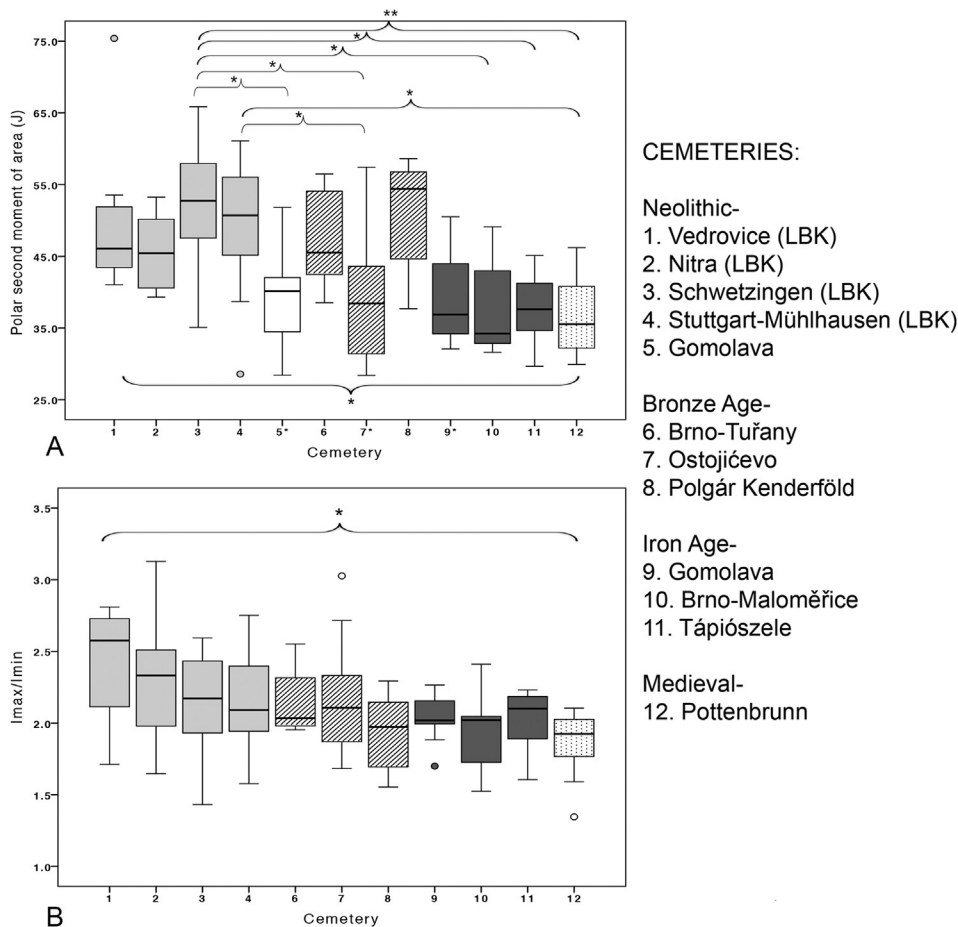 **
*
*
*
*
*
*
*
75.0
65.0
55.0
45.0
35.0
25.0
Polar second moment of area (J)
1 2 3 4 5* 6 7* 8 9* 10 11 12
Cemetery
A
*
3.5
3.0
2.5
2.0
1.5
1.0
Imax/Imin
1 2 3 4 6 7 8 9 10 11 12
Cemetery
B
CEMETERIES:
Neolithic-
1. Vedrovice (LBK)
2. Nitra (LBK)
3. Schwetzingen (LBK)
4. Stuttgart-Mühlhausen (LBK)
5. Gomolava
Bronze Age-
6. Brno-Tuřany
7. Ostojićevo
8. Polgár Kenderföld
Iron Age-
9. Gomolava
10. Brno-Maloměřice
11. Tápiószele
Medieval-
12. Pottenbrunn